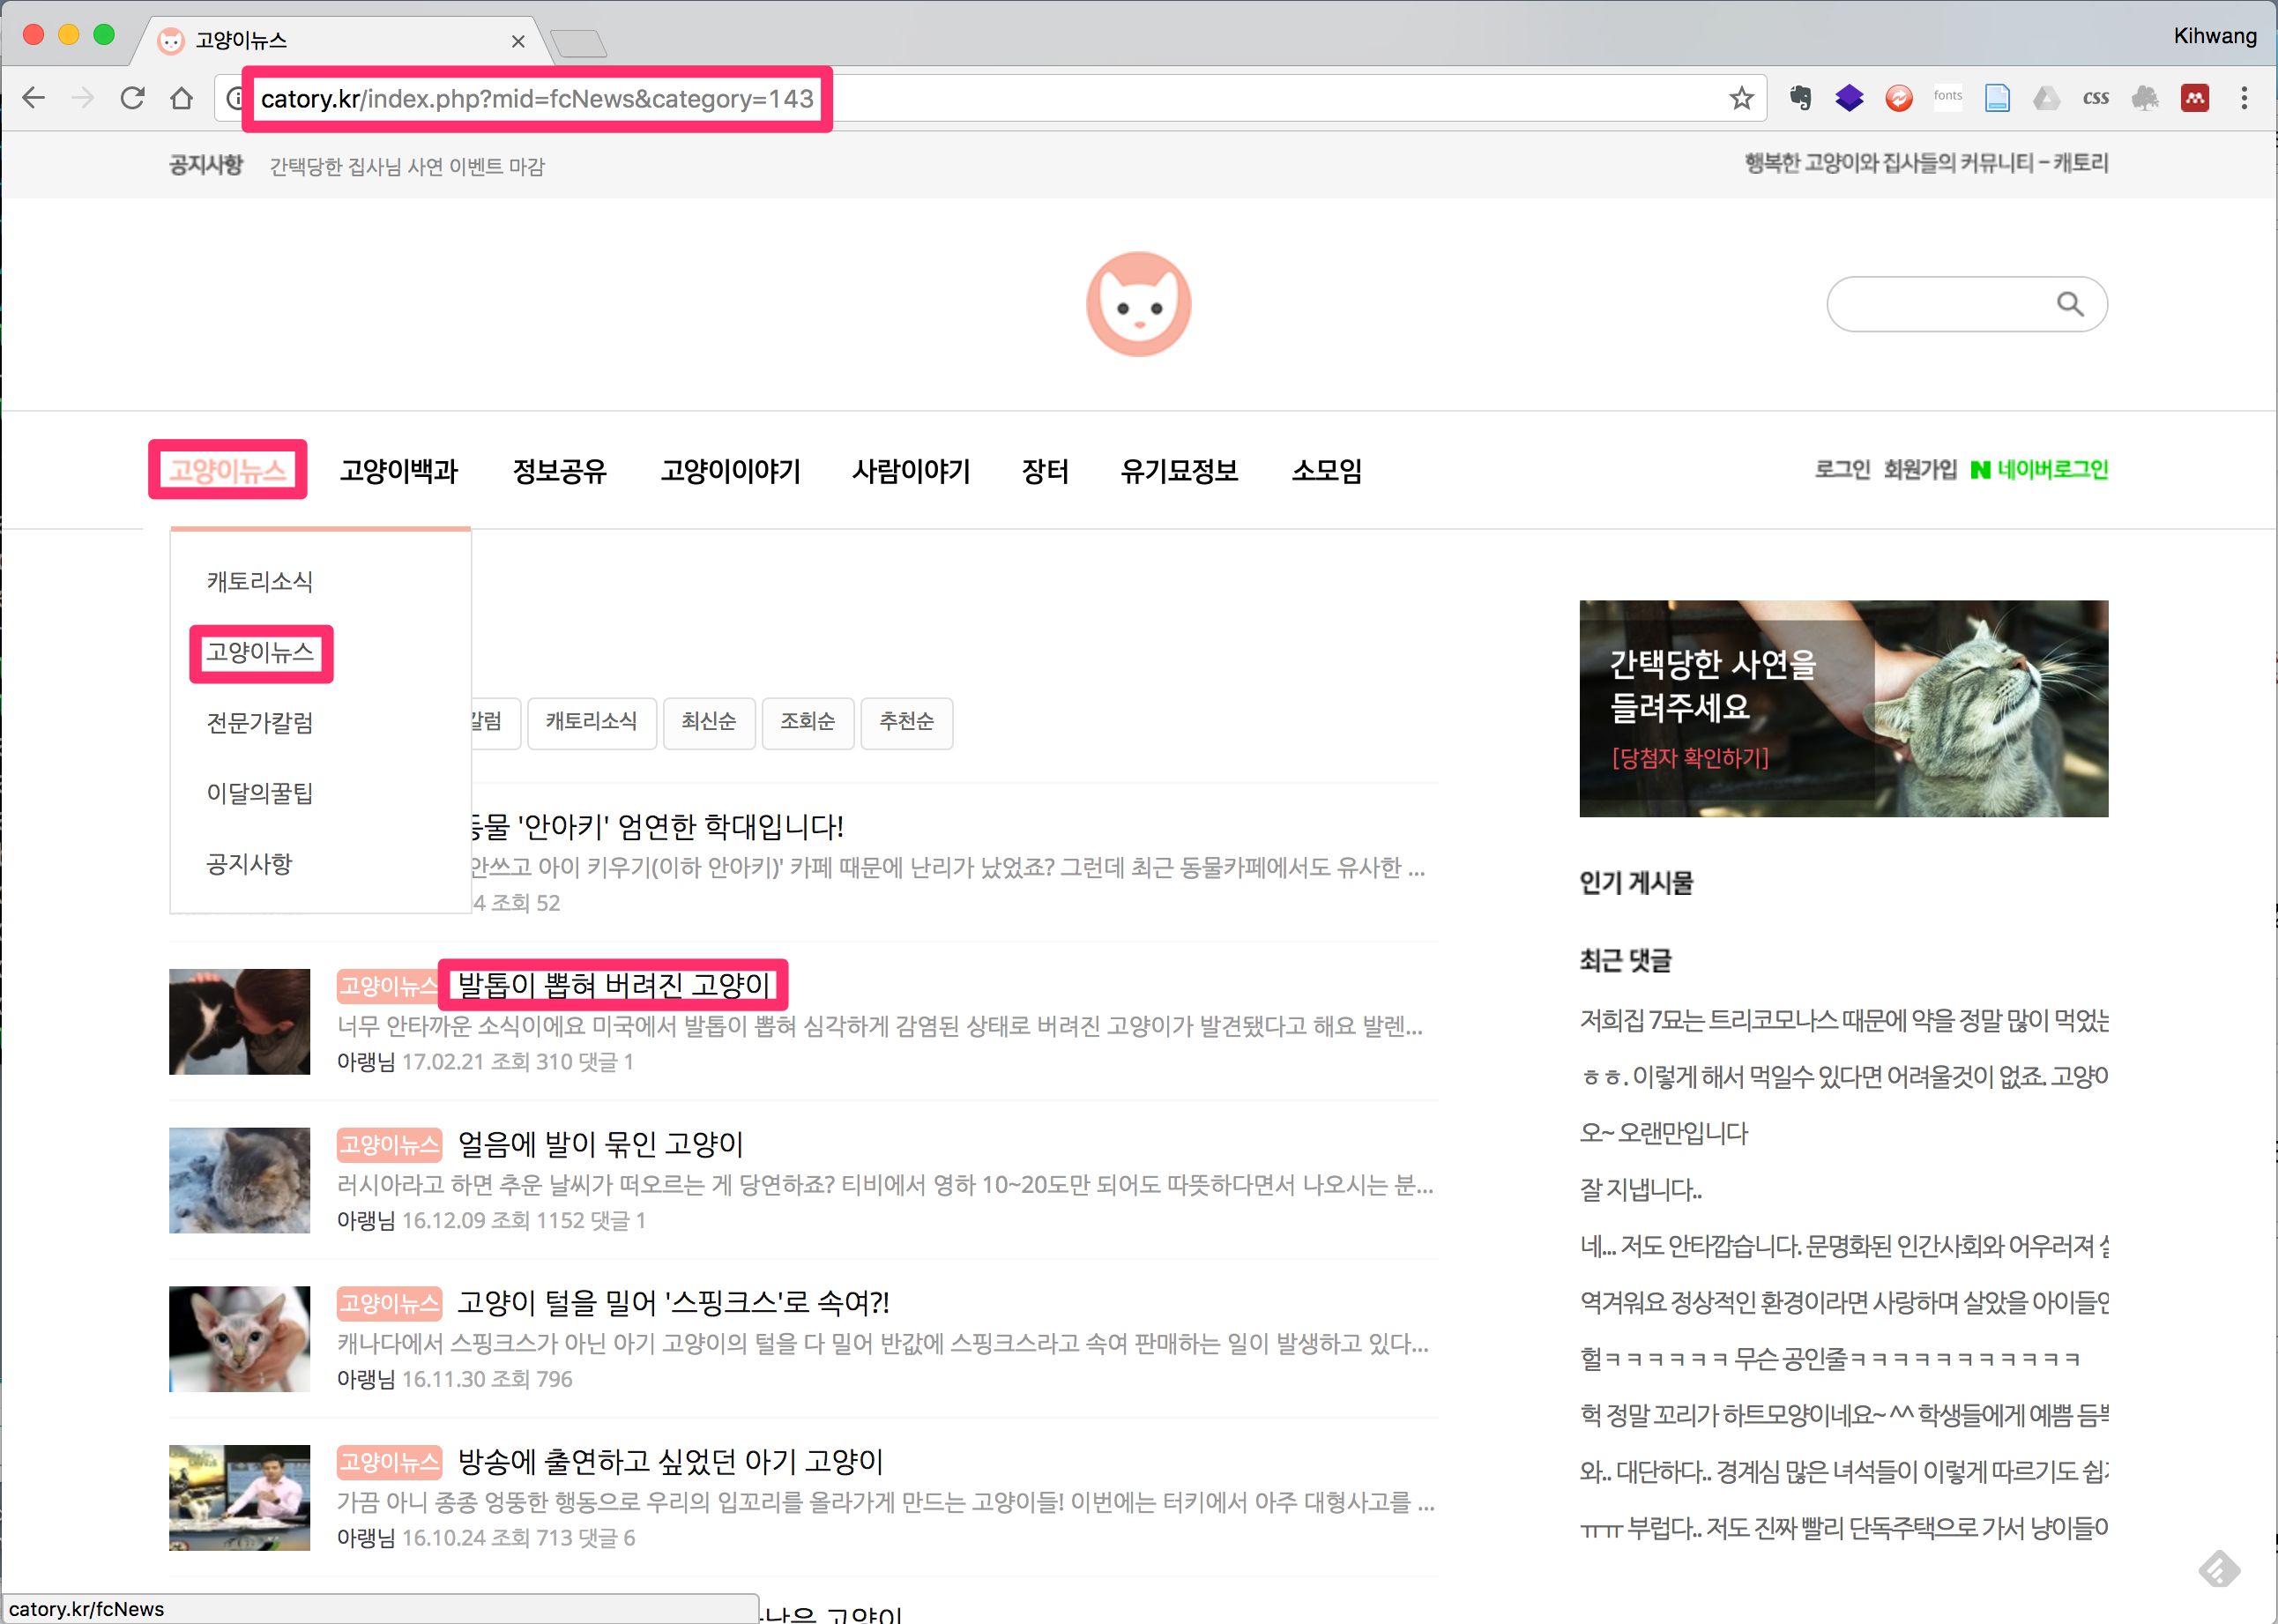 고양이뉴스
Kihwang
catory.kr/index.php?mid=fcNews&category=143
fonts
CSS
공지사항 간택당한 집사님 사연 이벤트 마감
행복한 고양이와 집사들의 커뮤니티 – 캐토리
고양이뉴스 고양이백과 정보공유 고양이이야기 사람이야기 장터 유기묘정보 소모임
로그인 회원가입 N 네이버로그인
캐토리소식
고양이뉴스
전문가칼럼
이달의꿀팁
공지사항
칼럼 캐토리소식 최신순 조회순 추천순
'안아키' 엄연한 학대입니다!
안쓰고 아이 키우기(이하 안아키)' 카페 때문에 난리가 났었죠? 그런데 최근 동물카페에서도 유사한 ...
4 조회 52
고양이뉴스 발톱이 뽑혀 버려진 고양이
너무 안타까운 소식이에요 미국에서 발톱이 뽑혀 심각하게 감염된 상태로 버려진 고양이가 발견됐다고 해요 발렌...
아랭님 17.02.21 조회 310 댓글 1
고양이뉴스 얼음에 발이 묶인 고양이
러시아라고 하면 추운 날씨가 떠오르는 게 당연하죠? 티비에서 영하 10~20도만 되어도 따뜻하다면서 나오시는 분...
아랭님 16.12.09 조회 1152 댓글 1
고양이뉴스 고양이 털을 밀어 '스핑크스'로 속여?!
캐나다에서 스핑크스가 아닌 아기 고양이의 털을 다 밀어 반값에 스핑크스라고 속여 판매하는 일이 발생하고 있다...
아랭님 16.11.30 조회 796
고양이뉴스 방송에 출연하고 싶었던 아기 고양이
가끔 아니 종종 엉뚱한 행동으로 우리의 입꼬리를 올라가게 만드는 고양이들! 이번에는 터키에서 아주 대형사고를 ...
아랭님 16.10.24 조회 713 댓글 6
고양이
간택당한 사연을
들려주세요
[당첨자 확인하기]
인기 게시물
최근 댓글
저희집 7묘는 트리코모나스 때문에 약을 정말 많이 먹었는
ㅎㅎ. 이렇게 해서 먹일수 있다면 어려울것이 없죠. 고양이
오~ 오랜만입니다
잘 지냅니다..
네... 저도 안타깝습니다. 문명화된 인간사회와 어우러져
역겨워요 정상적인 환경이라면 사랑하며 살았을 아이들인
헐ㅋㅋㅋㅋㅋㅋ 무슨 공인줄ㅋㅋㅋㅋㅋㅋㅋㅋㅋㅋㅋ
헉 정말 꼬리가 하트모양이네요~^^ 학생들에게 예쁨
와.. 대단하다.. 경계심 많은 녀석들이 이렇게 따르기도
ㅠㅠ 부럽다.. 저도 진짜 빨리 단독주택으로 가서 냥이들이
catory.kr/fcNews